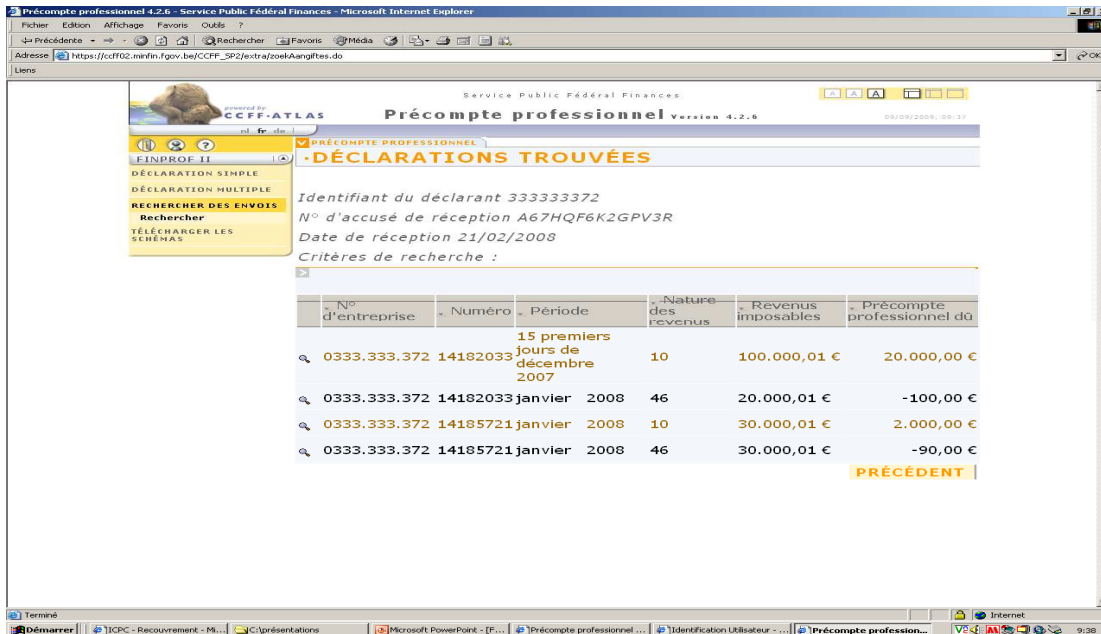 Précompte professionnel 4.2.6 - Service Public Fédéral Finances - Microsoft Internet Explorer
Fichier Edition Affichage Favoris Outils ?
Précédente Rechercher Favoris Média
Adresse https://ccff02.minfin.fgov.be/CCFF_SP2/extra/zoekAangiftes.do OK
Liens
Service Public Fédéral Finances A A A
powered by
CCFF-ATLAS Précompte professionnel Version 4.2.6 09/09/2009, 09:37
nl fr de
PRÉCOMPTE PROFESSIONNEL
FINPROF II
·DÉCLARATIONS TROUVÉES
DÉCLARATION SIMPLE
DÉCLARATION MULTIPLE
RECHERCHER DES ENVOIS
Rechercher
TÉLÉCHARGER LES
SCHÉMAS
Identifiant du déclarant 333333372
N° d'accusé de réception A67HQF6K2GPV3R
Date de réception 21/02/2008
Critères de recherche :
N° d'entreprise Numéro Période Nature des revenus Revenus imposables Précompte professionnel dû
0333.333.372 14182033 15 premiers jours de décembre 2007 10 100.000,01 € 20.000,00 €
0333.333.372 14182033 janvier 2008 46 20.000,01 € -100,00 €
0333.333.372 14185721 janvier 2008 10 30.000,01 € 2.000,00 €
0333.333.372 14185721 janvier 2008 46 30.000,01 € -90,00 €
PRÉCÉDENT
Terminé Internet
Démarrer ICPC - Recouvrement - Mi... C:\présentations Microsoft PowerPoint - [F... Précompte professionnel ... Identification Utilisateur - ... Précompte profession... 9:38